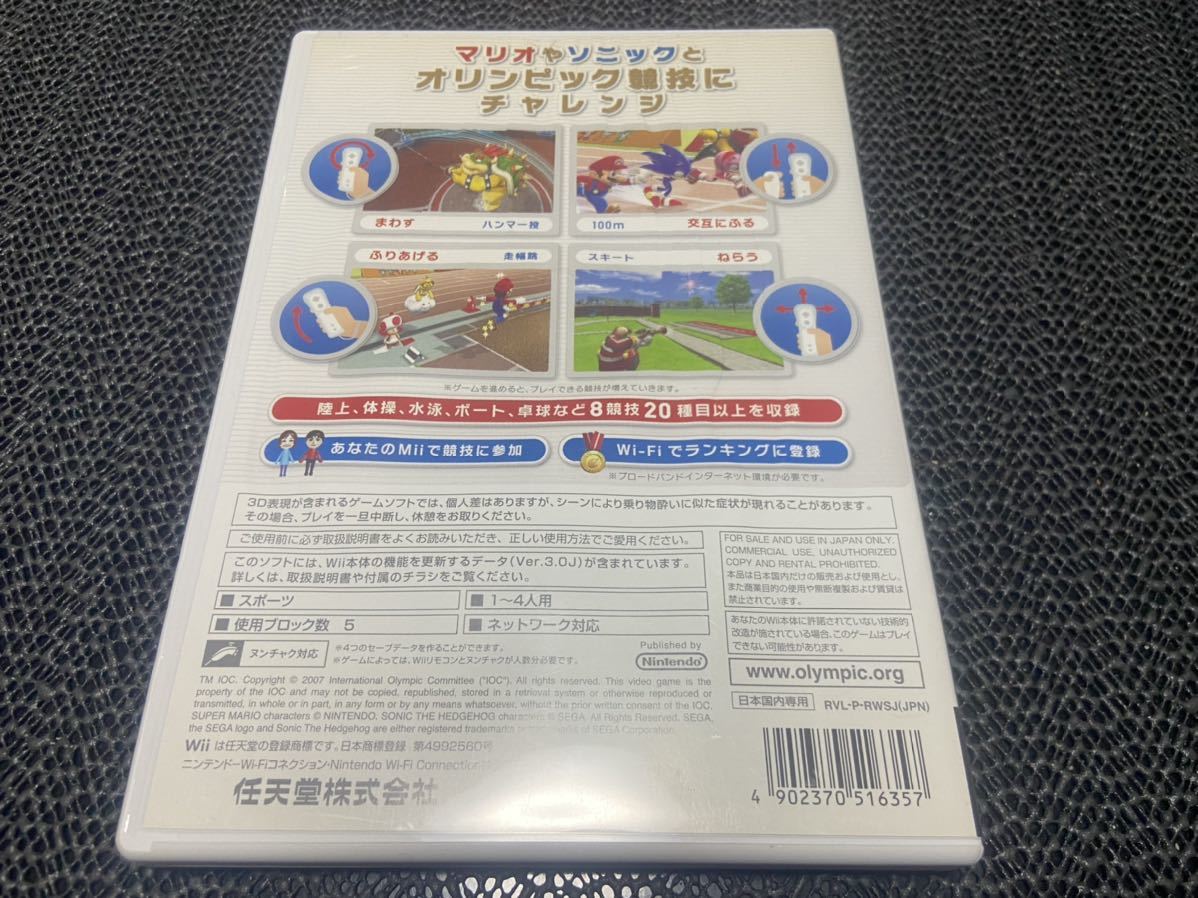 マリオやソニックと
オリンピック競技に
チャレンジ
まわす ハンマー投
100m 交互にふる
ふりあげる 走幅跳
スキート ねらう
※ゲームを進めると、プレイできる競技が増えていきます。
陸上、体操、水泳、ボート、卓球など8競技20種目以上を収録
あなたのMiiで競技に参加
Wi-Fiでランキングに登録
※ブロードバンドインターネット環境が必要です。
3D表現が含まれるゲームソフトでは、個人差はありますが、シーンにより乗り物酔いに似た症状が現れることがあります。
その場合、プレイを一旦中断し、休憩をお取りください。
ご使用前に必ず取扱説明書をよくお読みいただき、正しい使用方法でご愛用ください。
このソフトには、Wii本体の機能を更新するデータ(Ver.3.0J)が含まれています。
詳しくは、取扱説明書や付属のチラシをご覧ください。
■ スポーツ
■ 1〜4人用
■ 使用ブロック数 5
■ ネットワーク対応
ヌンチャク対応
※4つのセーブデータを作ることができます。
※ゲームによっては、Wiiリモコンとヌンチャクが人数分必要です。
Published by
Nintendo
FOR SALE AND USE IN JAPAN ONLY.
COMMERCIAL USE, UNAUTHORIZED
COPY AND RENTAL PROHIBITED.
本品は日本国内だけの販売および使用とし、
また商業目的の使用や無断複製および賃貸は
禁止されています。
あなたのWii本体に許諾されていない技術的
改造が施されている場合、このゲームはプレイ
できない可能性があります。
www.olympic.org
日本国内専用 RVL-P-RWSJ(JPN)
TM IOC. Copyright © 2007 International Olympic Committee ("IOC"). All rights reserved. This video game is the
property of the IOC and may not be copied, republished, stored in a retrieval system or otherwise reproduced or
transmitted, in whole or in part, in any form or by any means whatsoever, without the prior written consent of the IOC.
SUPER MARIO characters © NINTENDO. SONIC THE HEDGEHOG characters © SEGA. All Rights Reserved. SEGA,
the SEGA logo and Sonic The Hedgehog are either registered trademarks or trademarks of SEGA Corporation.
Wii は任天堂の登録商標です。日本商標登録 第4992560号
ニンテンドーWi-Fiコネクション・Nintendo Wi-Fi Connection
任天堂株式会社
4 902370 516357